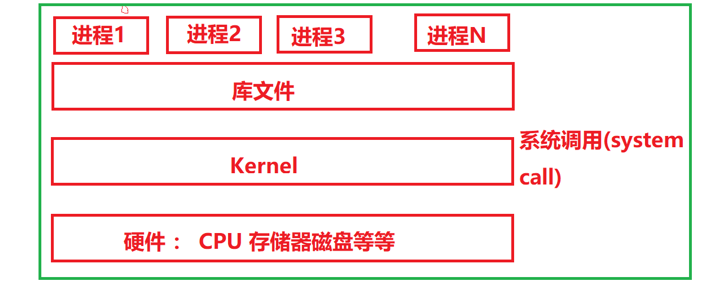 进程1 进程2 进程3 进程N
库文件
系统调用(system
call)
Kernel
硬件： CPU 存储器磁盘等等